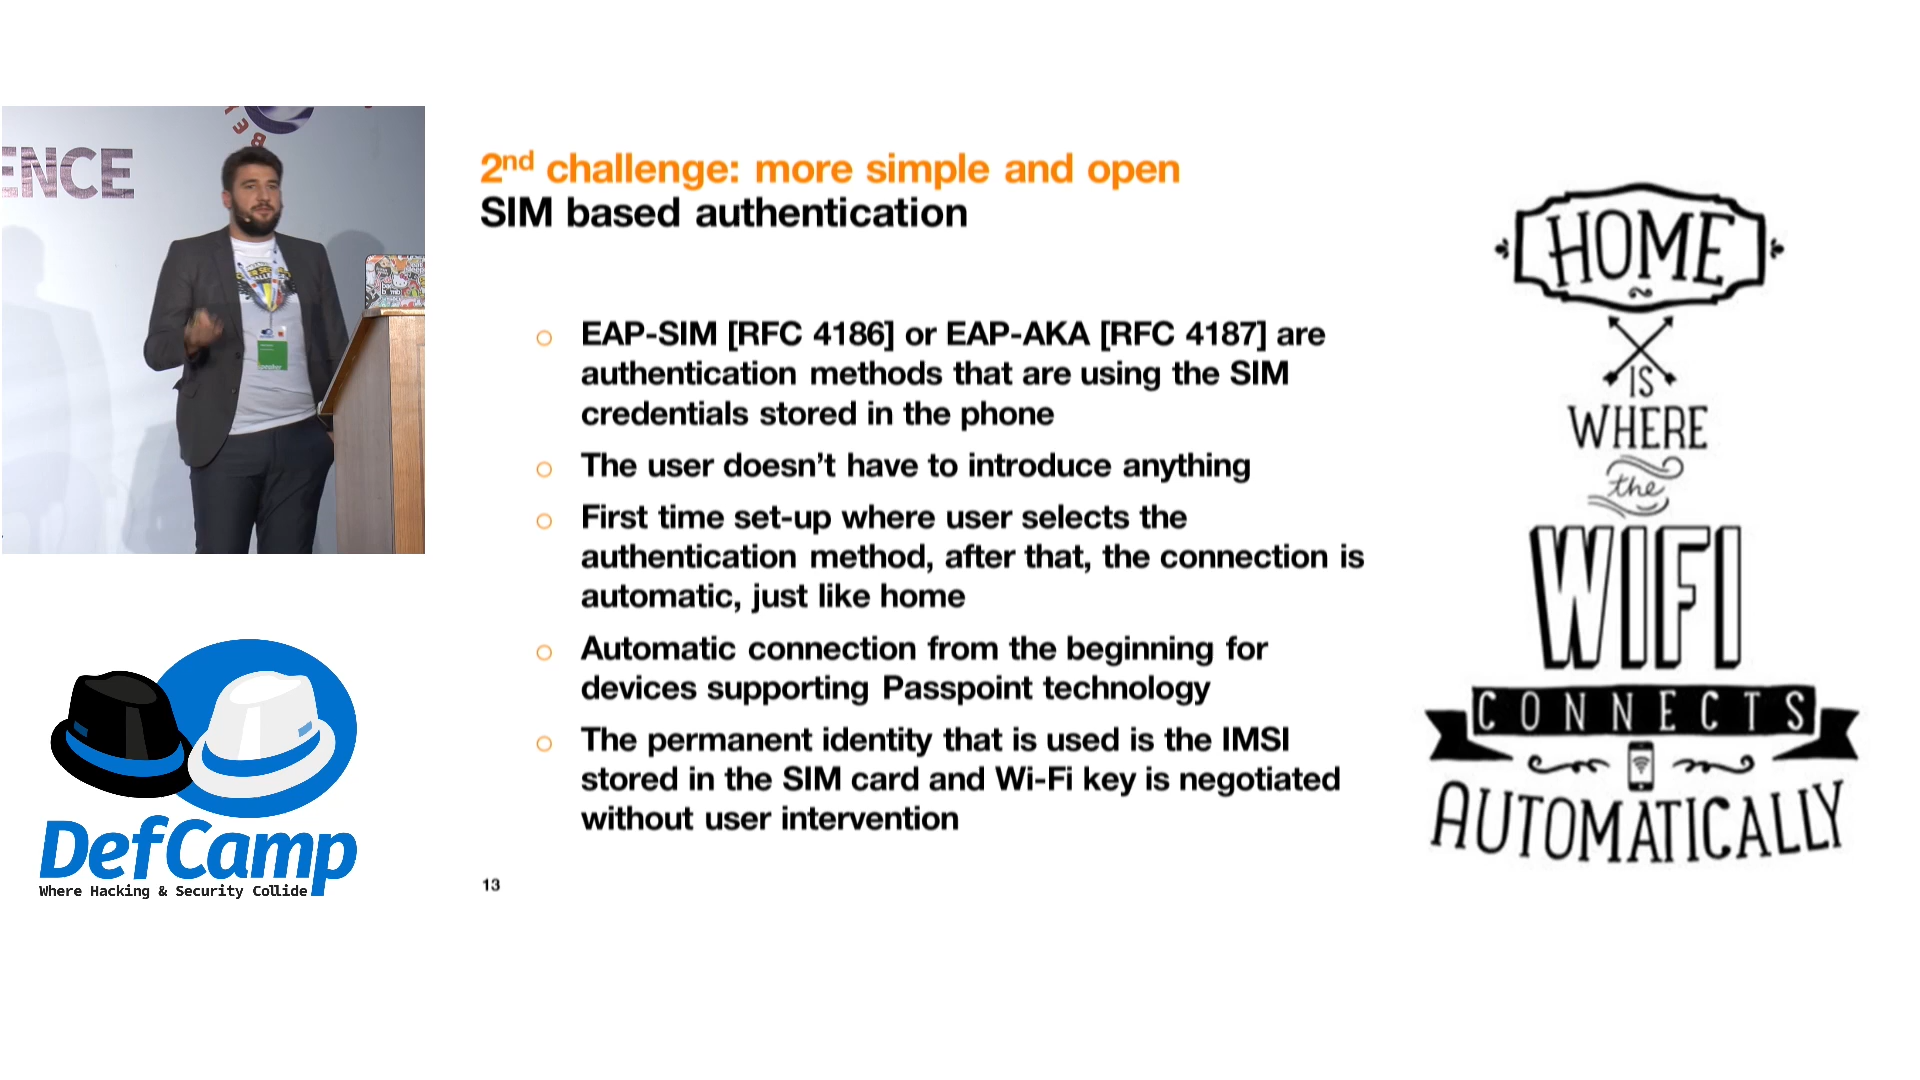 ENCE
2nd challenge: more simple and open
SIM based authentication
EAP-SIM [RFC 4186] or EAP-AKA [RFC 4187] are
authentication methods that are using the SIM
credentials stored in the phone
The user doesn’t have to introduce anything
First time set-up where user selects the
authentication method, after that, the connection is
automatic, just like home
Automatic connection from the beginning for
devices supporting Passpoint technology
The permanent identity that is used is the IMSI
stored in the SIM card and Wi-Fi key is negotiated
without user intervention
13
HOME
IS
WHERE
the
WIFI
CONNECTS
AUTOMATICALLY
DefCamp
Where Hacking & Security Collide